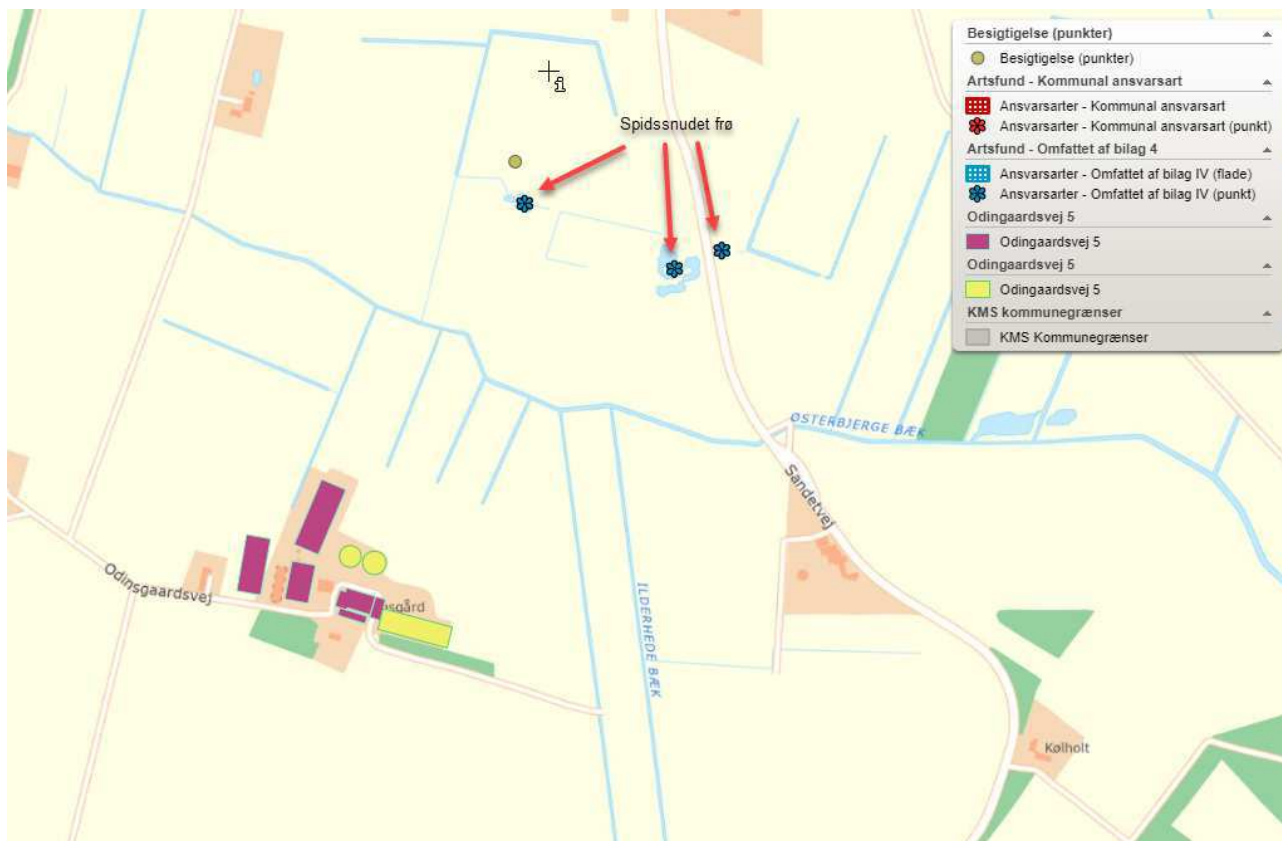 Spidssnudet frø
Besigtigelse (punkter)
Besigtigelse (punkter)
Artsfund - Kommunal ansvarsart
Ansvarsarter - Kommunal ansvarsart
Ansvarsarter - Kommunal ansvarsart (punkt)
Artsfund - Omfattet af bilag 4
Ansvarsarter - Omfattet af bilag IV (flade)
Ansvarsarter - Omfattet af bilag IV (punkt)
Odingaardsvej 5
Odingaardsvej 5
Odingaardsvej 5
Odingaardsvej 5
KMS kommunegrænser
KMS Kommunegrænser
ØSTERBJERGE BÆK
Sandetvej
Odinsgaardsvej
sgård
ILDERHEDE BÆK
Kølholt